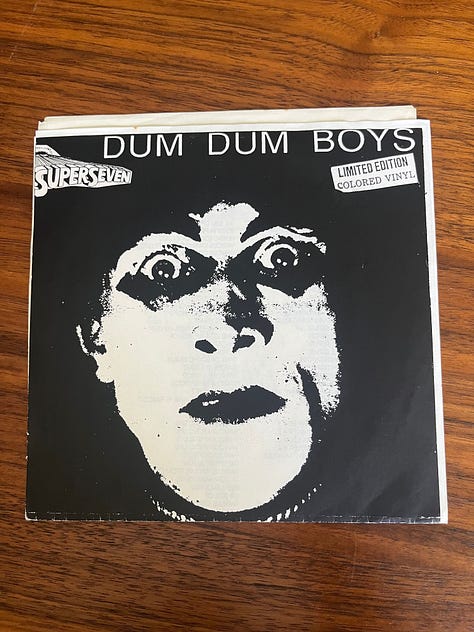 DUM DUM BOYS
SUPERSEVEN
LIMITED EDITION
COLORED VINYL